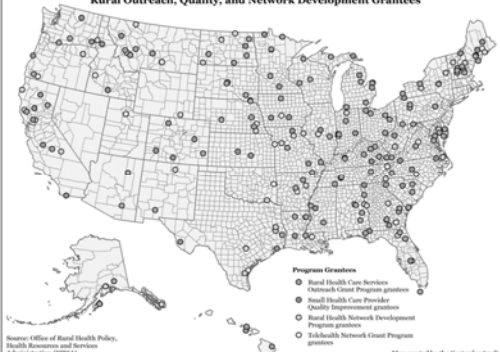 Rural Outreach, Quality, and Network Development Grantees
Program Grantees
Rural Health Care Services
Outreach Grant Program grantees
Small Health Care Provider
Quality Improvement grantees
Rural Health Network Development
Program grantees
Telehealth Network Grant Program
grantees
Source: Office of Rural Health Policy,
Health Resources and Services